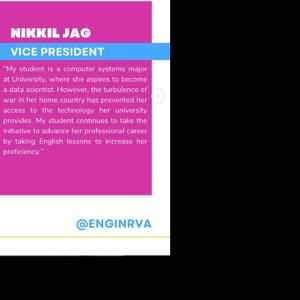 NIKKIL JAG
VICE PRESIDENT
"My student is a computer systems major
at University, where she aspires to become
a data scientist. However, the turbulence of
war in her home country has prevented her
access to the technology her university
provides. My student continues to take the
initiative to advance her professional career
by taking English lessons to increase her
proficiency."
@ENGINRVA